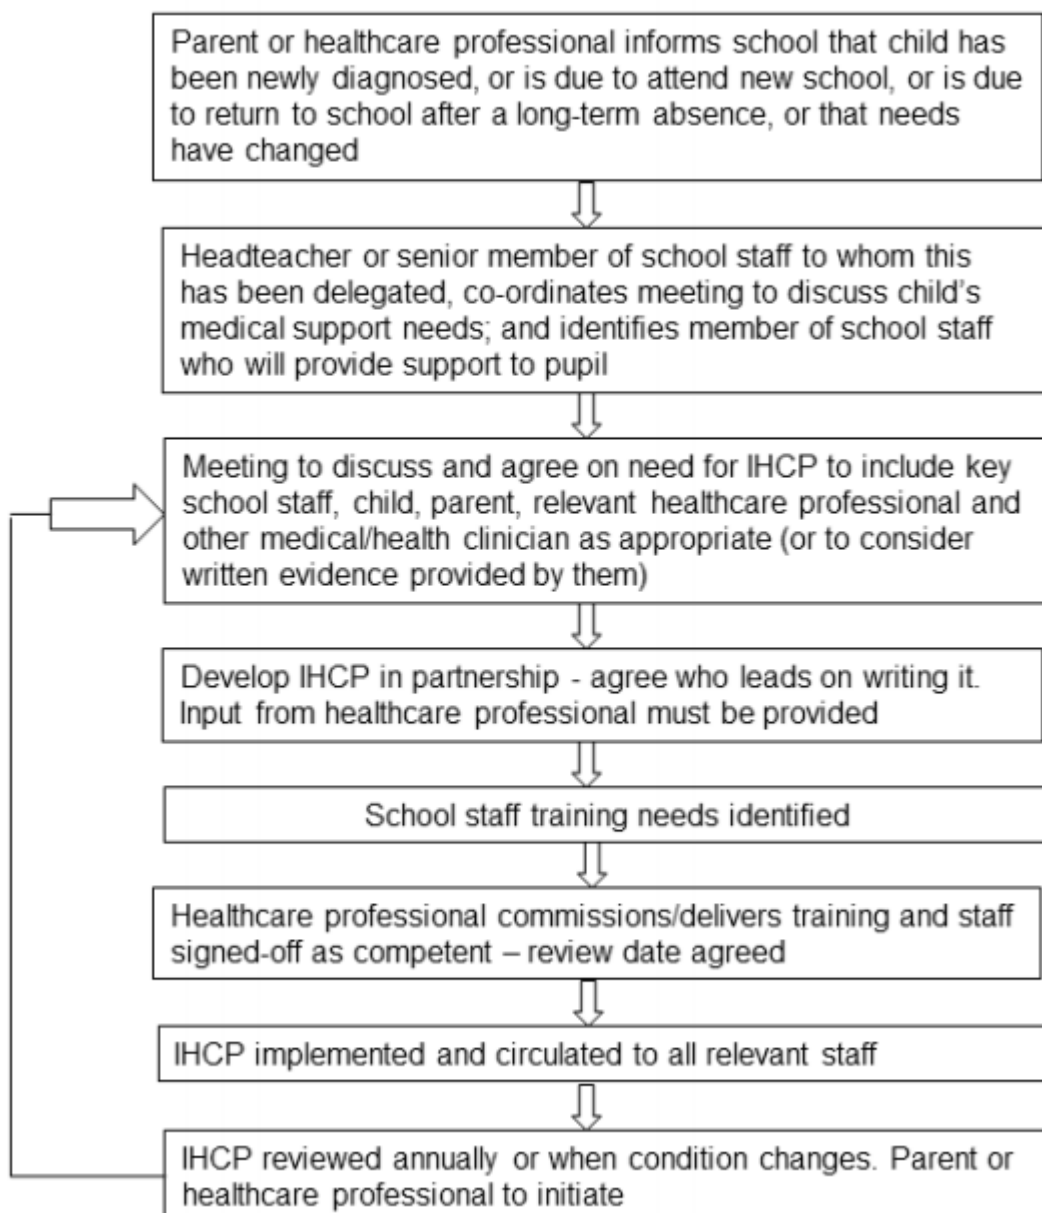 Parent or healthcare professional informs school that child has
been newly diagnosed, or is due to attend new school, or is due
to return to school after a long-term absence, or that needs
have changed
Headteacher or senior member of school staff to whom this
has been delegated, co-ordinates meeting to discuss child's
medical support needs; and identifies member of school staff
who will provide support to pupil
Meeting to discuss and agree on need for IHCP to include key
school staff, child, parent, relevant healthcare professional and
other medical/health clinician as appropriate (or to consider
written evidence provided by them)
Develop IHCP in partnership - agree who leads on writing it.
Input from healthcare professional must be provided
School staff training needs identified
Healthcare professional commissions/delivers training and staff
signed-off as competent – review date agreed
IHCP implemented and circulated to all relevant staff
IHCP reviewed annually or when condition changes. Parent or
healthcare professional to initiate